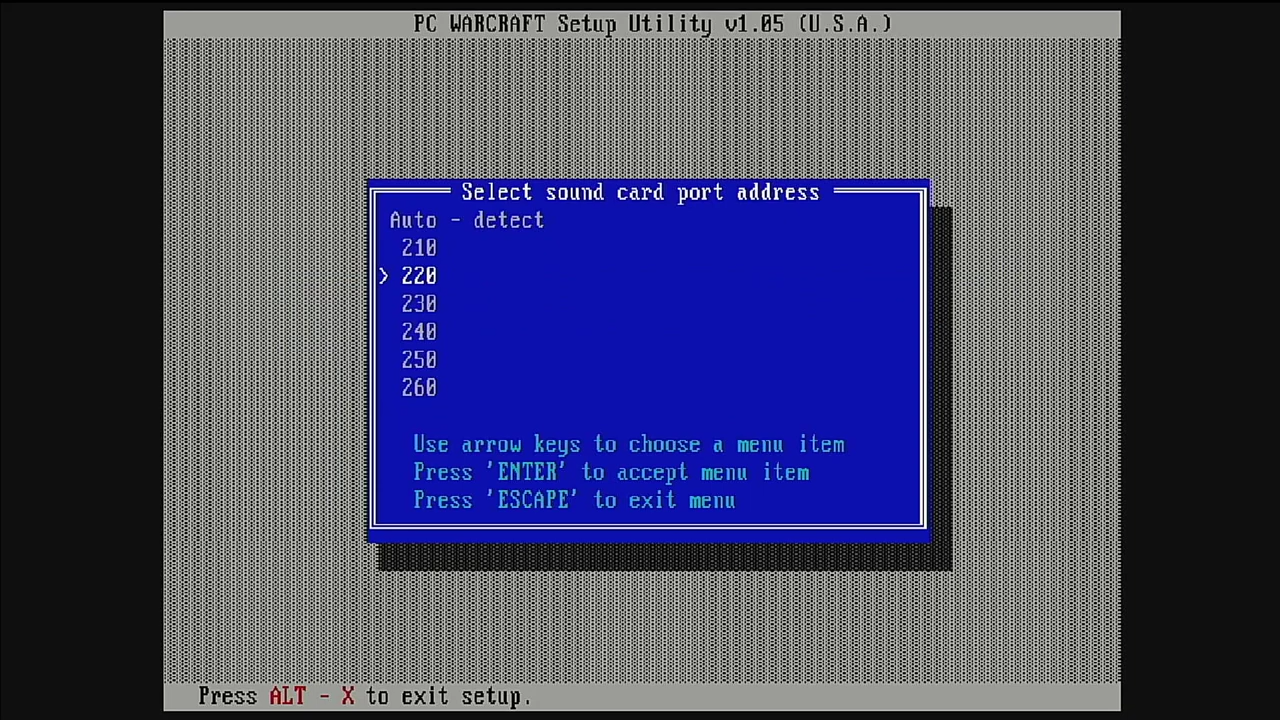 PC WARCRAFT Setup Utility v1.05 (U.S.A.)
Select sound card port address
Auto - detect
210
> 220
230
240
250
260
Use arrow keys to choose a menu item
Press 'ENTER' to accept menu item
Press 'ESCAPE' to exit menu
Press ALT - X to exit setup.